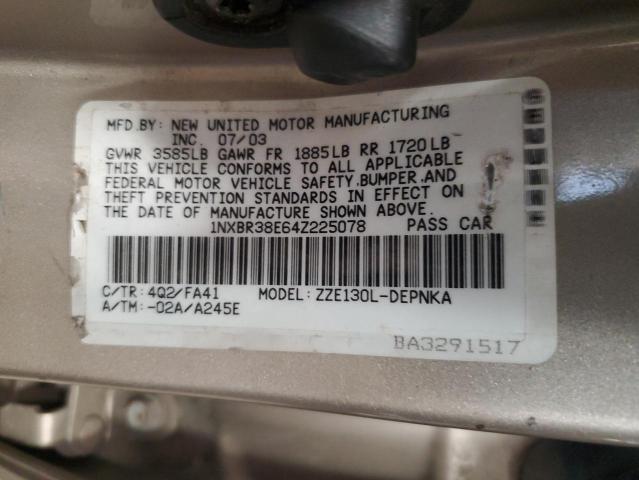 MFD.BY: NEW UNITED MOTOR MANUFACTURING
INC. 07/03
GVWR 3585LB GAWR FR 1885LB RR 1720LB
THIS VEHICLE CONFORMS TO ALL APPLICABLE
FEDERAL MOTOR VEHICLE SAFETY,BUMPER,AND
THEFT PREVENTION STANDARDS IN EFFECT ON
THE DATE OF MANUFACTURE SHOWN ABOVE.
1NXBR38E64Z225078 PASS CAR
C/TR: 4Q2/FA41 MODEL: ZZE130L-DEPNKA
A/TM: -02A/A245E
BA3291517